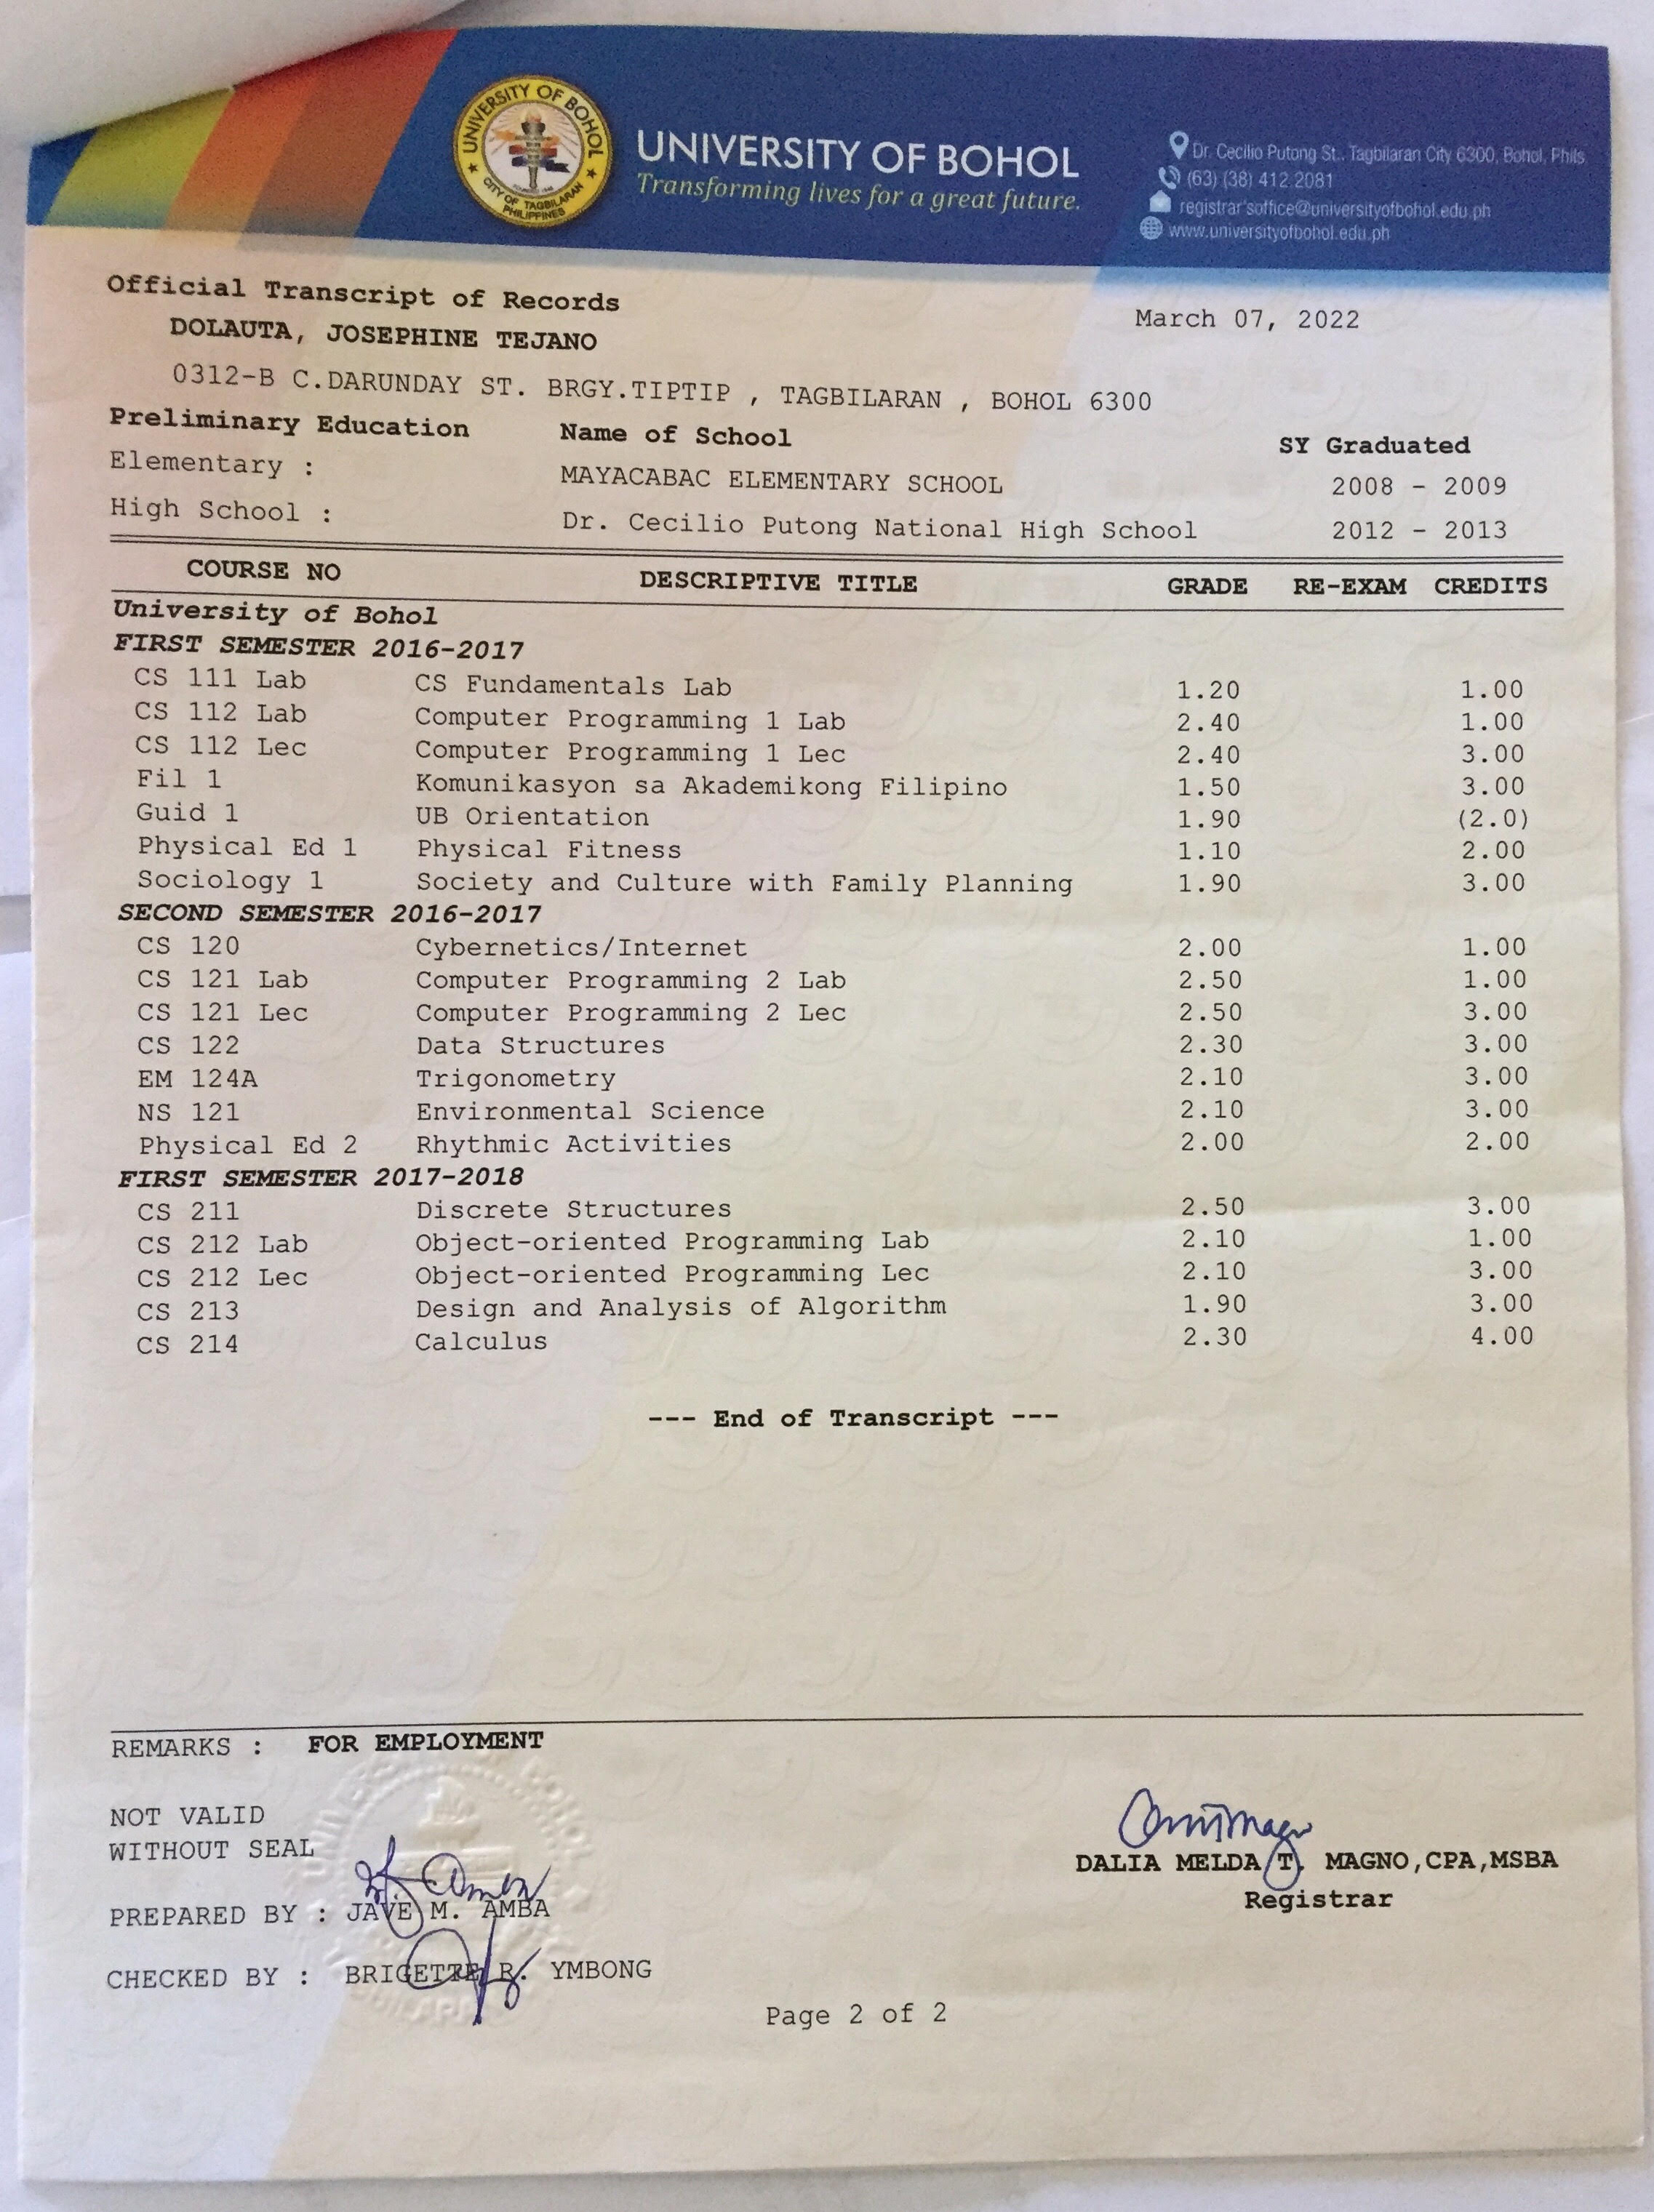 UNIVERSITY OF BOHOL
CITY OF TAGBILARAN
PHILIPPINES
UNIVERSITY OF BOHOL
Transforming lives for a great future.
Dr. Cecilio Putong St., Tagbilaran City 6300, Bohol, Phils
(63) (38) 412.2081
registrar'soffice@universityofbohol.edu.ph
www.universityofbohol.edu.ph
Official Transcript of Records
March 07, 2022
DOLAUTA, JOSEPHINE TEJANO
0312-B C.DARUNDAY ST. BRGY.TIPTIP , TAGBILARAN , BOHOL 6300
Preliminary Education Name of School SY Graduated
Elementary : MAYACABAC ELEMENTARY SCHOOL 2008 - 2009
High School : Dr. Cecilio Putong National High School 2012 - 2013
COURSE NO DESCRIPTIVE TITLE GRADE RE-EXAM CREDITS
University of Bohol
FIRST SEMESTER 2016-2017
CS 111 Lab CS Fundamentals Lab 1.20 1.00
CS 112 Lab Computer Programming 1 Lab 2.40 1.00
CS 112 Lec Computer Programming 1 Lec 2.40 3.00
Fil 1 Komunikasyon sa Akademikong Filipino 1.50 3.00
Guid 1 UB Orientation 1.90 (2.0)
Physical Ed 1 Physical Fitness 1.10 2.00
Sociology 1 Society and Culture with Family Planning 1.90 3.00
SECOND SEMESTER 2016-2017
CS 120 Cybernetics/Internet 2.00 1.00
CS 121 Lab Computer Programming 2 Lab 2.50 1.00
CS 121 Lec Computer Programming 2 Lec 2.50 3.00
CS 122 Data Structures 2.30 3.00
EM 124A Trigonometry 2.10 3.00
NS 121 Environmental Science 2.10 3.00
Physical Ed 2 Rhythmic Activities 2.00 2.00
FIRST SEMESTER 2017-2018
CS 211 Discrete Structures 2.50 3.00
CS 212 Lab Object-oriented Programming Lab 2.10 1.00
CS 212 Lec Object-oriented Programming Lec 2.10 3.00
CS 213 Design and Analysis of Algorithm 1.90 3.00
CS 214 Calculus 2.30 4.00
--- End of Transcript ---
REMARKS : FOR EMPLOYMENT
NOT VALID
WITHOUT SEAL
DALIA MELDA T. MAGNO,CPA,MSBA
Registrar
PREPARED BY : JAVE M. AMBA
CHECKED BY : BRIGETTE R. YMBONG
Page 2 of 2